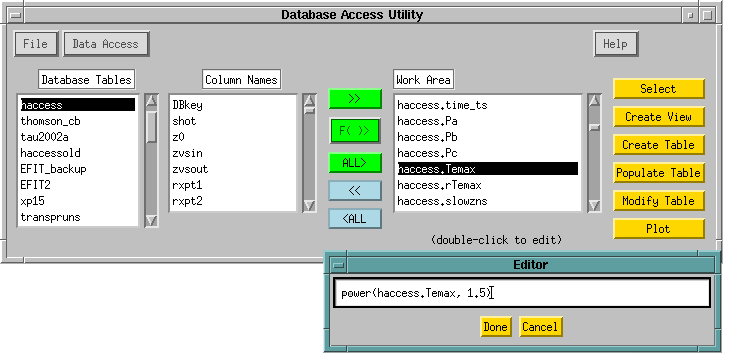 Database Access Utility
File Data Access Help
Database Tables Column Names Work Area
haccess
thomson_cb
tau2002a
haccessold
EFIT_backup
EFIT2
xp15
transpruns
DBkey
shot
z0
zvsin
zvsout
rxpt1
rxpt2
>>
F( )>
ALL>
<<
<ALL
haccess.time_ts
haccess.Pa
haccess.Pb
haccess.Pc
haccess.Temax
haccess.rTemax
haccess.slowzns
(double-click to edit)
Select
Create View
Create Table
Populate Table
Modify Table
Plot
Editor
power(haccess.Temax, 1.5)
Done Cancel